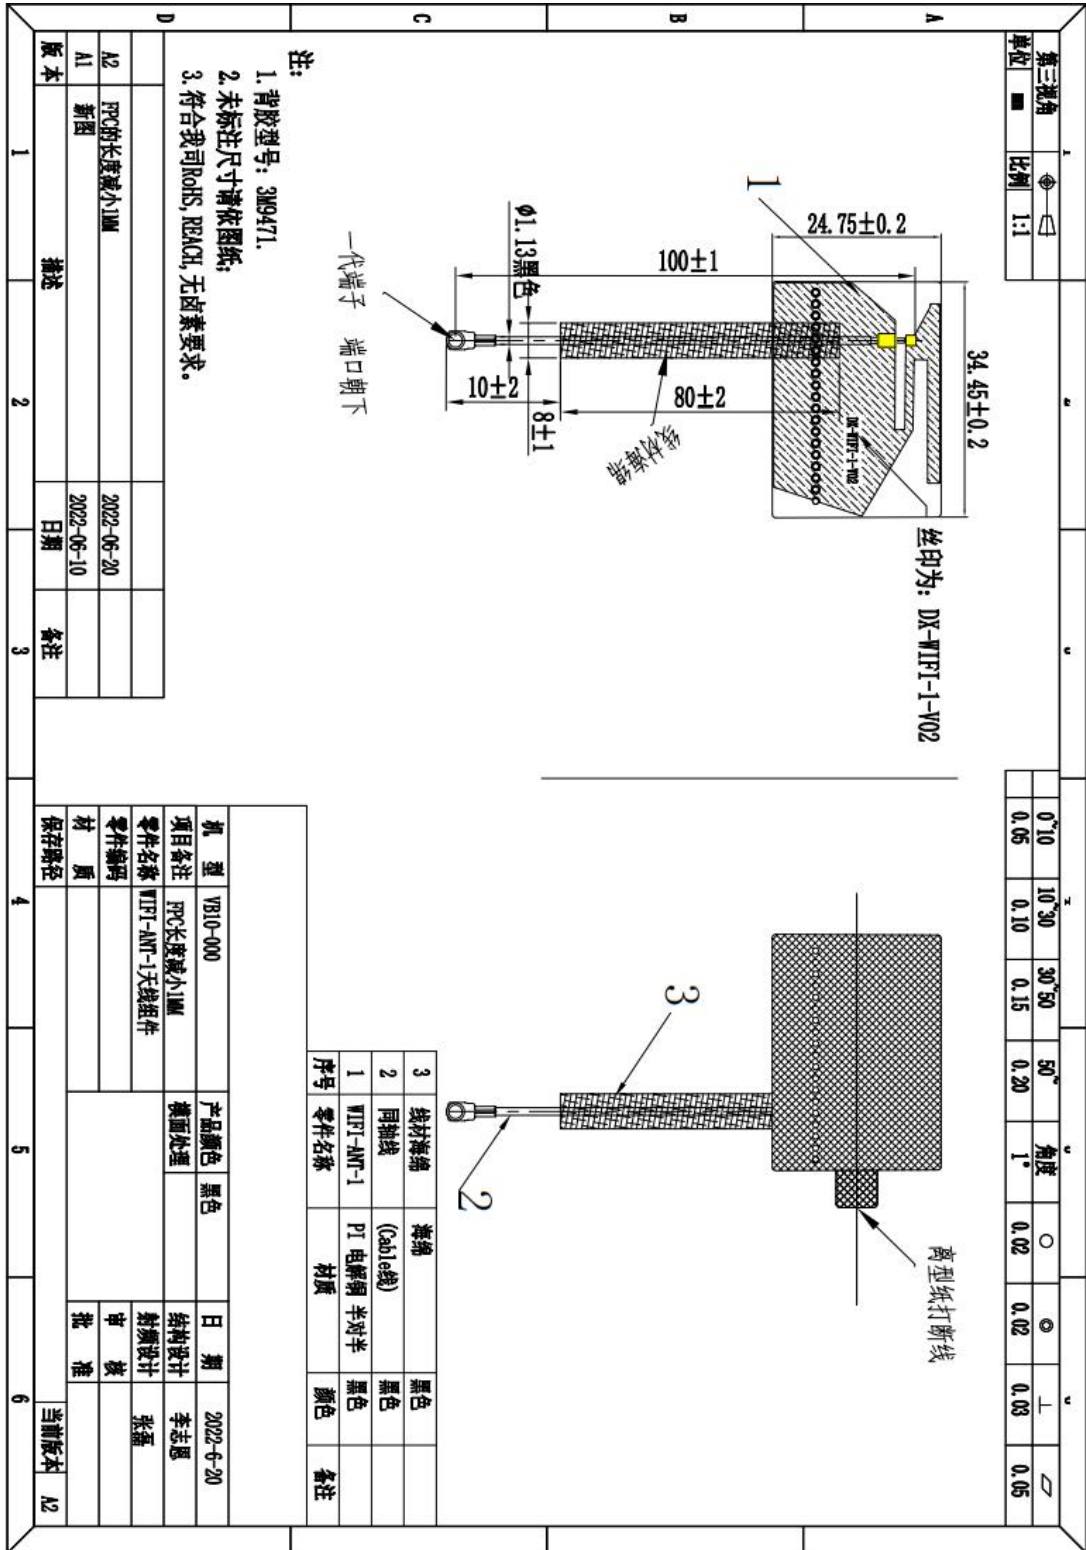 第三视角
单位 mm 比例 1:1
0~10 10~30 30~50 50~ 角度
0.06 0.10 0.15 0.20 1° 0.02 0.02 0.03 0.05
A
B
C
D
1
24.75±0.2
34.45±0.2
100±1
DX-WIFI-1-V02
丝印为: DX-WIFI-1-V02
φ1.13黑色
80±2
线材海绵
10±2
8±1
一代端子 端口朝下
3
2
离型纸打断线
注:
1. 背胶型号: 3M9471.
2. 未标注尺寸请依图纸;
3. 符合我司RoHS, REACH, 无卤素要求。
3 线材海绵 海绵 黑色
2 同轴线 (Cable线) 黑色
1 WIFI-ANT-1 PI 电解铜 半对半 黑色
序号 零件名称 材质 颜色 备注
A2 FPC的长度减小1MM 2022-06-20
A1 新图 2022-06-10
版本 描述 日期 备注
机型 VB10-000 产品颜色 黑色 日期 2022-6-20
项目备注 FPC长度减小1MM 模面处理 结构设计 李志恩
零件名称 WIFI-ANT-1天线组件 射频设计 张磊
零件编码 审核
材质 批准
保存路径 当前版本 A2
1 2 3 4 5 6